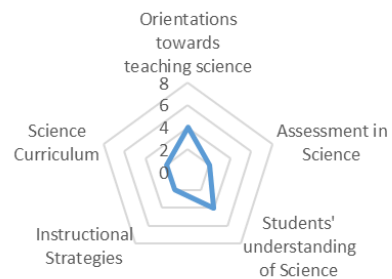 Orientations
towards
teaching science
8
6
4
2
0
Assessment in
Science
Students'
understanding
of Science
Instructional
Strategies
Science
Curriculum